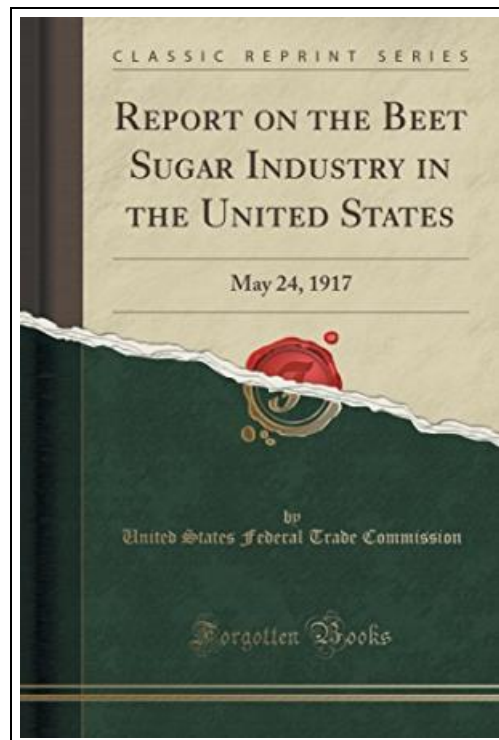 CLASSIC REPRINT SERIES
REPORT ON THE BEET
SUGAR INDUSTRY IN
THE UNITED STATES
May 24, 1917
F
by
United States Federal Trade Commission
Forgotten Books